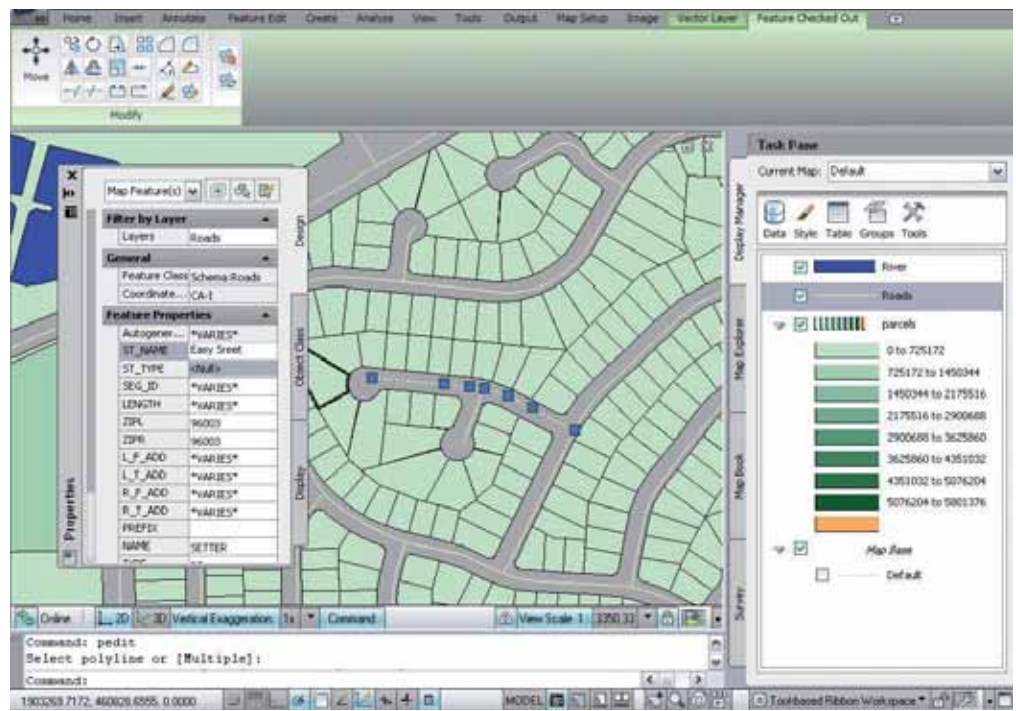 Home Insert Annotate Feature Edit Create Analyze View Tools Output Map Setup Image Vector Layer Feature Checked Out
Move
Modify
Task Pane
Current Map: Default
Data Style Table Groups Tools
River
Roads
parcels
0 to 725172
725172 to 1450344
1450344 to 2175516
2175516 to 2900688
2900688 to 3625860
3625860 to 4351032
4351032 to 5076204
5076204 to 5801376
Map Base
Default
Display Manager
Map Explorer
Map Book
Survey
Map Feature(s)
Filter by Layer
Layers Roads
General
Feature Class Schema:Roads
Coordinate... CA-I
Feature Properties
Autogener... *VARIES*
ST_NAME Easy Sreet
ST_TYPE <Null>
SEG_ID *VARIES*
LENGTH *VARIES*
ZIPL 96003
ZIPR 96003
L_F_ADD *VARIES*
L_T_ADD *VARIES*
R_F_ADD *VARIES*
R_T_ADD *VARIES*
PREFIX
NAME SETTER
Design
Object Class
Display
Properties
Online 2D 3D Vertical Exaggeration: 1x Command View Scale 1 : 3350.33
Command: pedit
Select polyline or [Multiple]:
Command:
1903269.7172, 460828.6555, 0.0000 MODEL Tool-based Ribbon Workspace